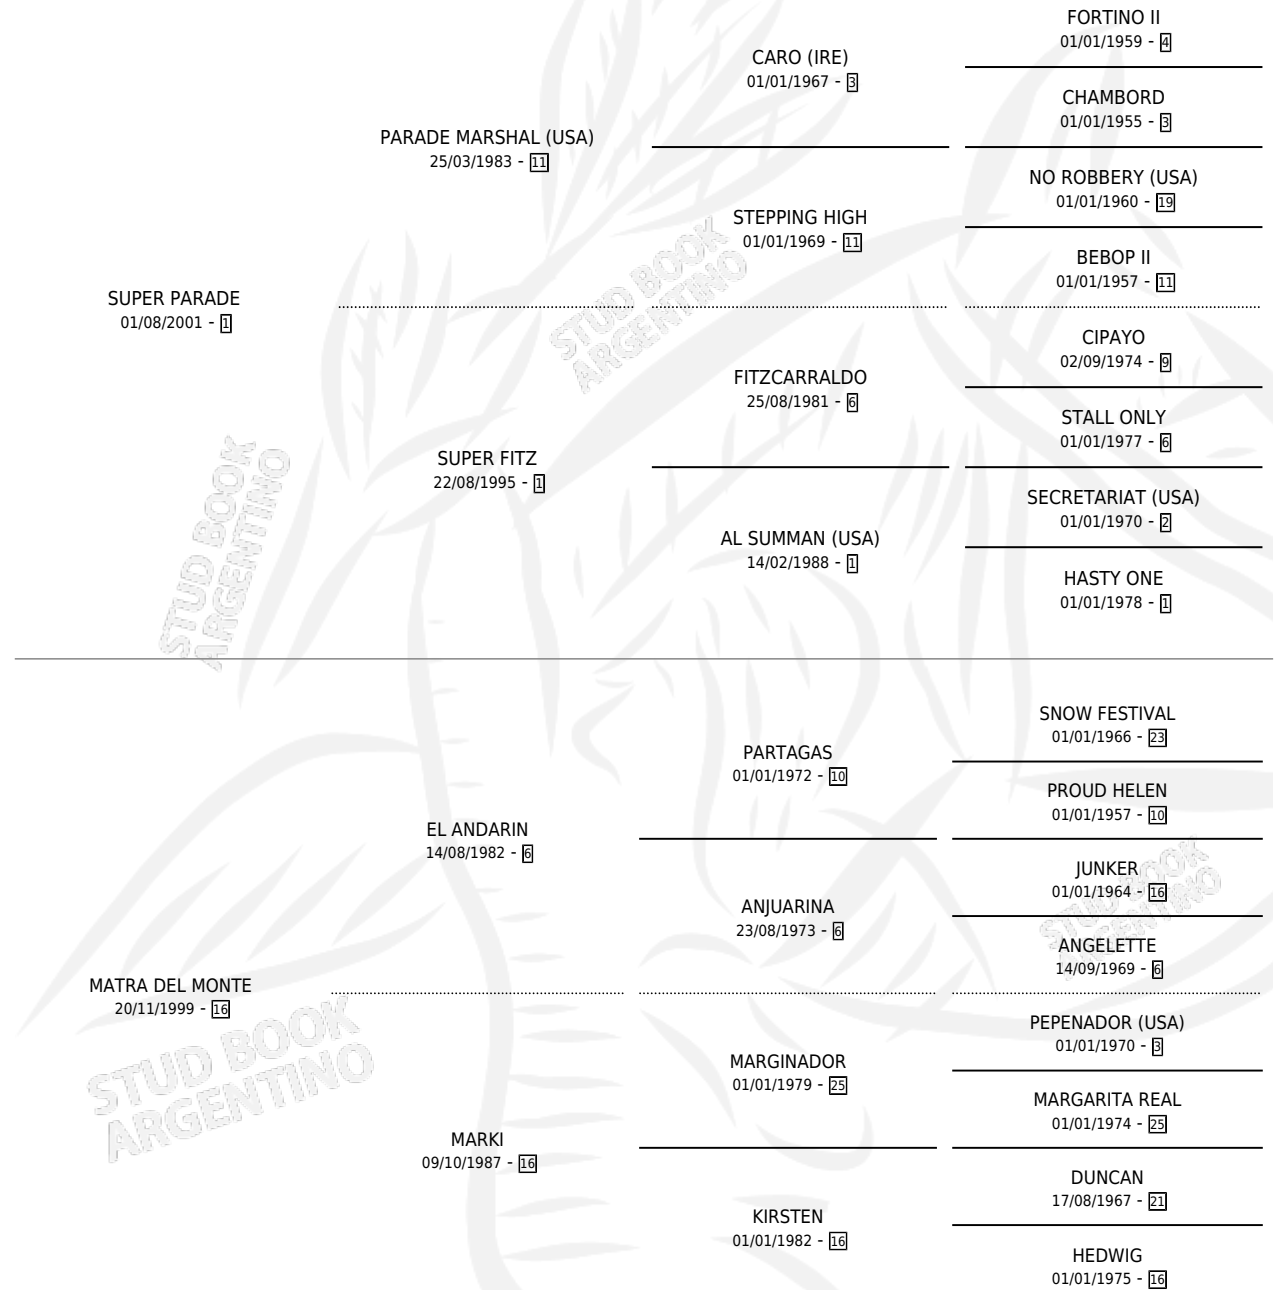 FORTINO II
01/01/1959 - 4
CARO (IRE)
01/01/1967 - 3
CHAMBORD
01/01/1955 - 3
PARADE MARSHAL (USA)
25/03/1983 - 11
NO ROBBERY (USA)
01/01/1960 - 19
STEPPING HIGH
01/01/1969 - 11
BEBOP II
01/01/1957 - 11
SUPER PARADE
01/08/2001 - 1
CIPAYO
02/09/1974 - 9
FITZCARRALDO
25/08/1981 - 6
STALL ONLY
01/01/1977 - 6
SUPER FITZ
22/08/1995 - 1
SECRETARIAT (USA)
01/01/1970 - 2
AL SUMMAN (USA)
14/02/1988 - 1
HASTY ONE
01/01/1978 - 1
STUD BOOK
ARGENTINO
STUD BOOK
ARGENTINO
SNOW FESTIVAL
01/01/1966 - 23
PARTAGAS
01/01/1972 - 10
PROUD HELEN
01/01/1957 - 10
EL ANDARIN
14/08/1982 - 6
JUNKER
01/01/1964 - 16
ANJUARINA
23/08/1973 - 6
ANGELETTE
14/09/1969 - 6
MATRA DEL MONTE
20/11/1999 - 16
PEPENADOR (USA)
01/01/1970 - 3
MARGINADOR
01/01/1979 - 25
MARGARITA REAL
01/01/1974 - 25
MARKI
09/10/1987 - 16
DUNCAN
17/08/1967 - 21
KIRSTEN
01/01/1982 - 16
HEDWIG
01/01/1975 - 16
STUD BOOK
ARGENTINO
STUD BOOK
ARGENTINO